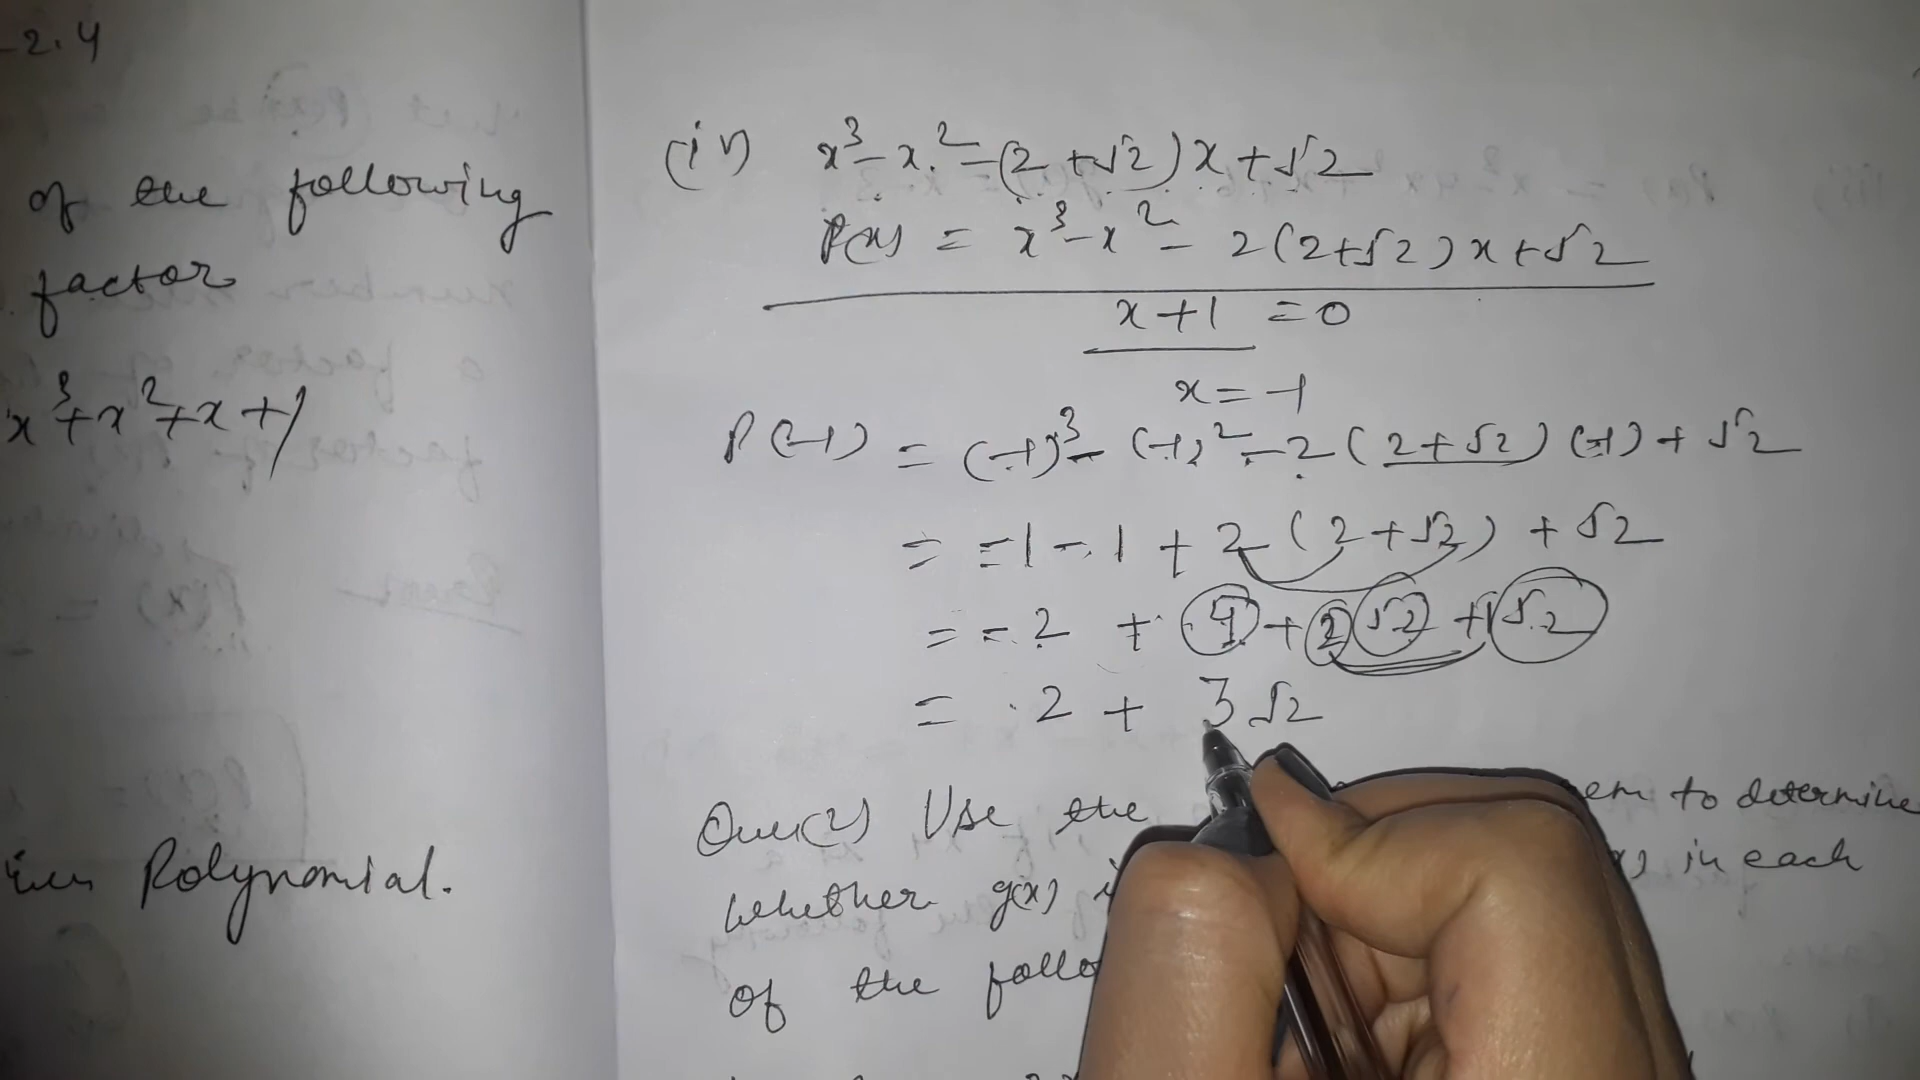 -2.4
of the following
factor
x³+x²+x+1
Polynomial.
(iv) x³-x²-(2+√2)x+√2
P(x) = x³-x²-2(2+√2)x+√2
x+1 =0
x=-1
P(-1) = (-1)³-(-1)²-2(2+√2)(-1)+√2
= -1-1+2(2+√2)+√2
= -2 + 4+2√2+1√2
= 2 + 3√2
Que(2) Use the to determine
whether g(x) in each
of the